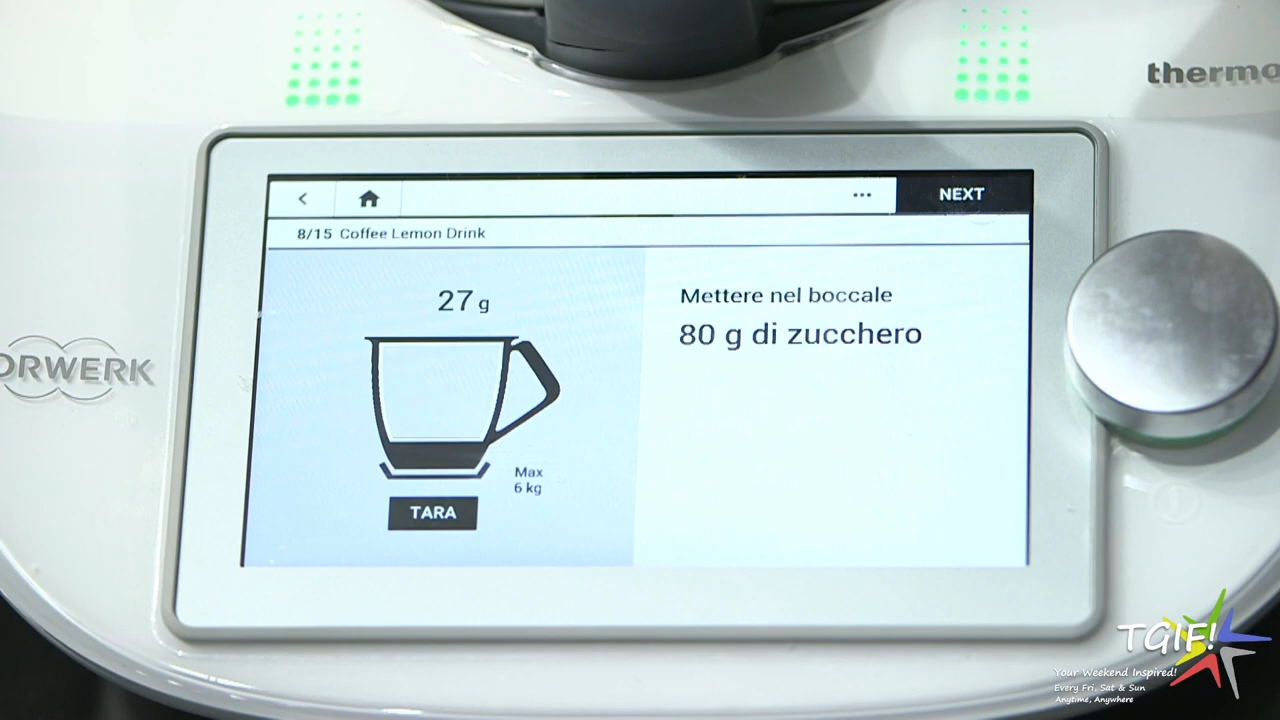 thermo
NEXT
8/15 Coffee Lemon Drink
27 g
Mettere nel boccale
80 g di zucchero
ORWERK
Max
6 kg
TARA
TGIF!
Your Weekend Inspired!
Every Fri, Sat & Sun
Anytime, Anywhere